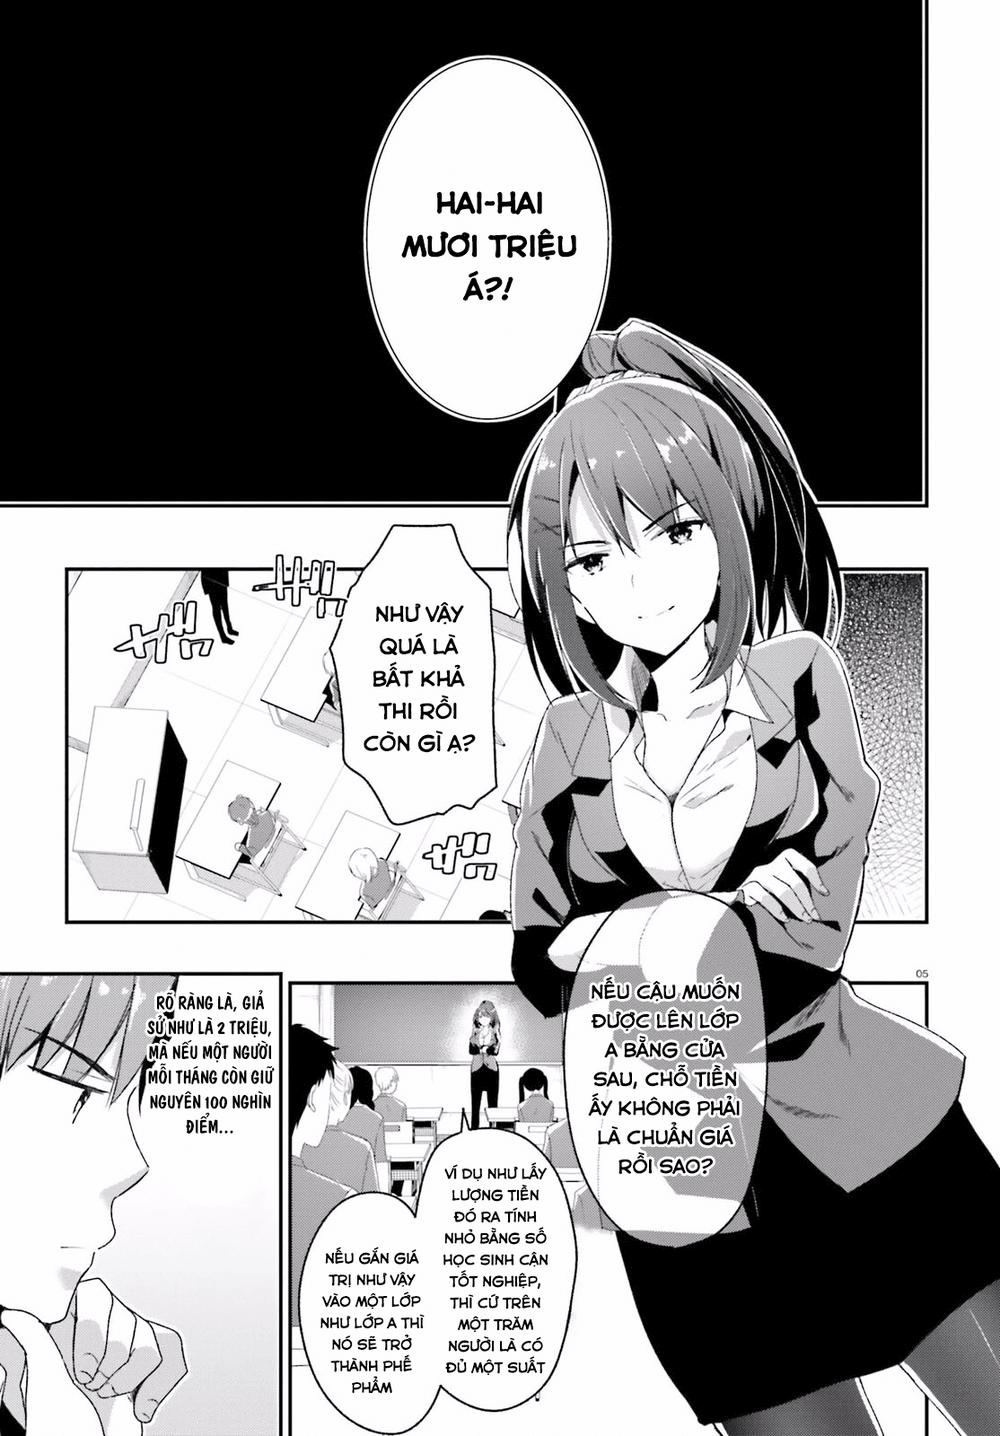 HAI-HAI
MƯƠI TRIỆU
Á?!
NHƯ VẬY
QUÁ LÀ
BẤT KHẢ
THI RỒI
CÒN GÌ Ạ?
05
NẾU CẬU MUỐN
ĐƯỢC LÊN LỚP
A BẰNG CỬA
SAU, CHỖ TIỀN
ẤY KHÔNG PHẢI
LÀ CHUẨN GIÁ
RỒI SAO?
VÍ DỤ NHƯ LẤY
LƯỢNG TIỀN
ĐÓ RA TÍNH
NHỎ BẰNG SỐ
HỌC SINH CẬN
TỐT NGHIỆP,
THÌ CỨ TRÊN
MỘT TRĂM
NGƯỜI LÀ CÓ
ĐỦ MỘT SUẤT
NẾU GẮN GIÁ
TRỊ NHƯ VẬY
VÀO MỘT LỚP
NHƯ LỚP A THÌ
NÓ SẼ TRỞ
THÀNH PHẾ
PHẨM
RÕ RÀNG LÀ, GIẢ
SỬ NHƯ LÀ 2 TRIỆU,
MÀ NẾU MỘT NGƯỜI
MỖI THÁNG CÒN GIỮ
NGUYÊN 100 NGHÌN
ĐIỂM...